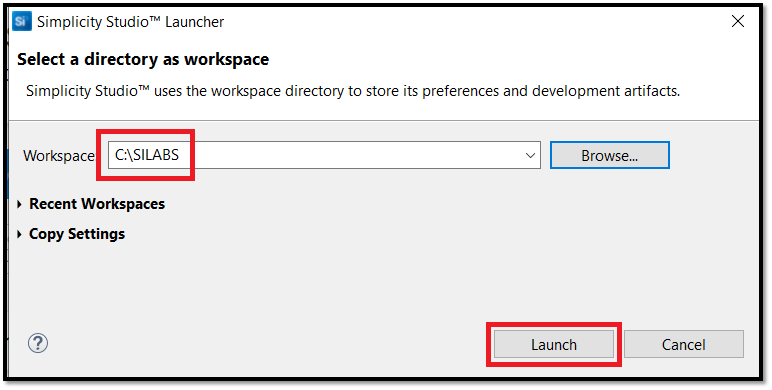 Si Simplicity Studio™ Launcher
Select a directory as workspace
Simplicity Studio™ uses the workspace directory to store its preferences and development artifacts.
Workspace C:\SILABS Browse...
Recent Workspaces
Copy Settings
? Launch Cancel